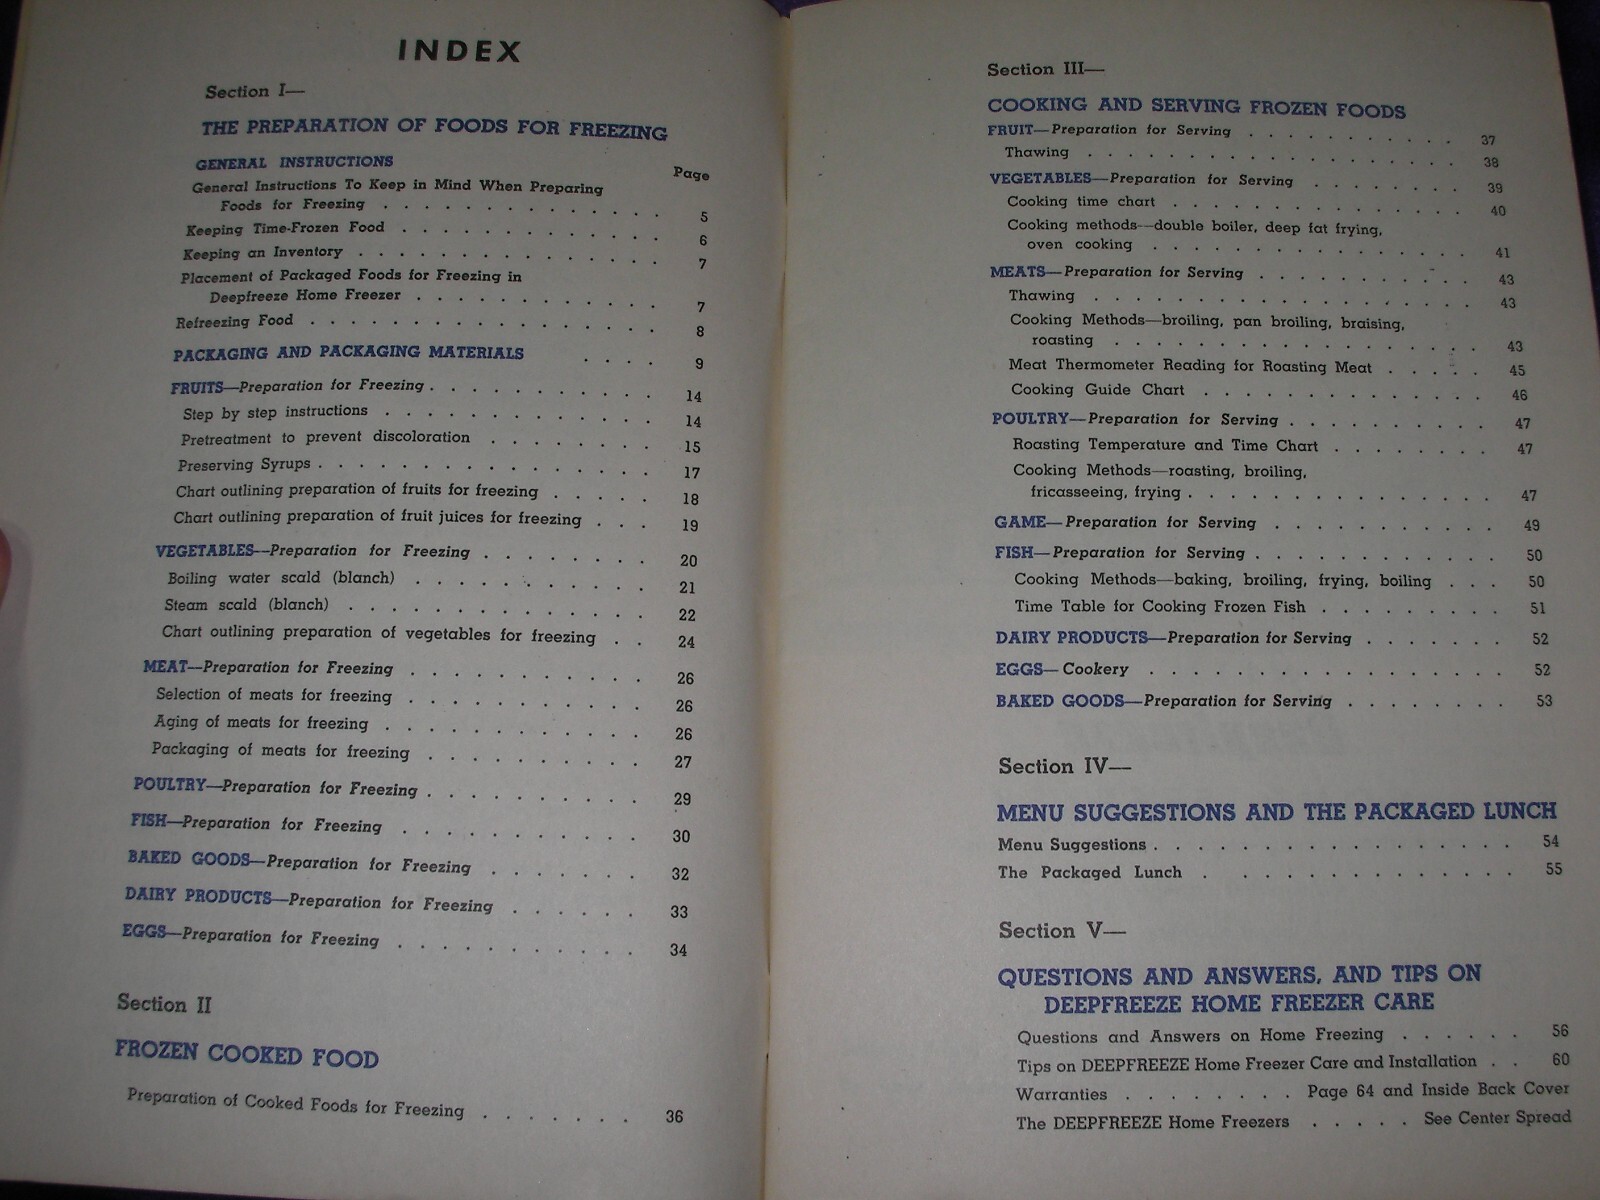 INDEX
Section I—
THE PREPARATION OF FOODS FOR FREEZING
GENERAL INSTRUCTIONS
Page
General Instructions To Keep in Mind When Preparing
Foods for Freezing . . . . . . . . . . . . . 5
Keeping Time-Frozen Food . . . . . . . . . . . . 6
Keeping an Inventory . . . . . . . . . . . . . . 7
Placement of Packaged Foods for Freezing in
Deepfreeze Home Freezer . . . . . . . . . . . 7
Refreezing Food . . . . . . . . . . . . . . . . 8
PACKAGING AND PACKAGING MATERIALS . . . . 9
FRUITS—Preparation for Freezing . . . . . . . . . . 14
Step by step instructions . . . . . . . . . . . . 14
Pretreatment to prevent discoloration . . . . . . . . 15
Preserving Syrups . . . . . . . . . . . . . . . . 17
Chart outlining preparation of fruits for freezing . . . . . 18
Chart outlining preparation of fruit juices for freezing . . . 19
VEGETABLES—Preparation for Freezing . . . . . . . 20
Boiling water scald (blanch) . . . . . . . . . . . 21
Steam scald (blanch) . . . . . . . . . . . . . . 22
Chart outlining preparation of vegetables for freezing . . 24
MEAT—Preparation for Freezing . . . . . . . . . . . 26
Selection of meats for freezing . . . . . . . . . . . 26
Aging of meats for freezing . . . . . . . . . . . . 26
Packaging of meats for freezing . . . . . . . . . . 27
POULTRY—Preparation for Freezing . . . . . . . . . . 29
FISH—Preparation for Freezing . . . . . . . . . . . 30
BAKED GOODS—Preparation for Freezing . . . . . . . 32
DAIRY PRODUCTS—Preparation for Freezing . . . . . . 33
EGGS—Preparation for Freezing . . . . . . . . . . . 34
Section II
FROZEN COOKED FOOD
Preparation of Cooked Foods for Freezing . . . . . . . 36
Section III—
COOKING AND SERVING FROZEN FOODS
FRUIT—Preparation for Serving . . . . . . . . . . . 37
Thawing . . . . . . . . . . . . . . . . . . 38
VEGETABLES—Preparation for Serving . . . . . . . . 39
Cooking time chart . . . . . . . . . . . . . . 40
Cooking methods—double boiler, deep fat frying,
oven cooking . . . . . . . . . . . . . . . 41
MEATS—Preparation for Serving . . . . . . . . . . 43
Thawing . . . . . . . . . . . . . . . . . . 43
Cooking Methods—broiling, pan broiling, braising,
roasting . . . . . . . . . . . . . . . . . 43
Meat Thermometer Reading for Roasting Meat . . . . . 45
Cooking Guide Chart . . . . . . . . . . . . . 46
POULTRY—Preparation for Serving . . . . . . . . . . 47
Roasting Temperature and Time Chart . . . . . . . . 47
Cooking Methods—roasting, broiling,
fricasseeing, frying . . . . . . . . . . . . . . . 47
GAME—Preparation for Serving . . . . . . . . . . . 49
FISH—Preparation for Serving . . . . . . . . . . . . 50
Cooking Methods—baking, broiling, frying, boiling . . . 50
Time Table for Cooking Frozen Fish . . . . . . . . . 51
DAIRY PRODUCTS—Preparation for Serving . . . . . . . 52
EGGS—Cookery . . . . . . . . . . . . . . . . . 52
BAKED GOODS—Preparation for Serving . . . . . . . . 53
Section IV—
MENU SUGGESTIONS AND THE PACKAGED LUNCH
Menu Suggestions . . . . . . . . . . . . . . . . . 54
The Packaged Lunch . . . . . . . . . . . . . . 55
Section V—
QUESTIONS AND ANSWERS, AND TIPS ON
DEEPFREEZE HOME FREEZER CARE
Questions and Answers on Home Freezing . . . . . . 56
Tips on DEEPFREEZE Home Freezer Care and Installation . . 60
Warranties . . . . . . . . Page 64 and Inside Back Cover
The DEEPFREEZE Home Freezers . . . . . See Center Spread